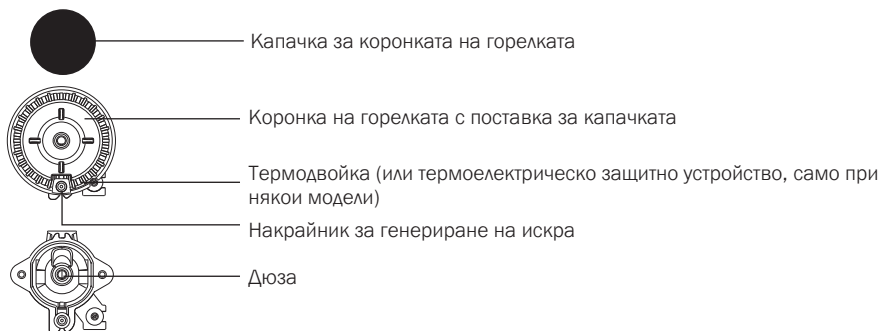 Капачка за коронката на горелката
Коронка на горелката с поставка за капачката
Термодвойка (или термоелектрическо защитно устройство, само при
някои модели)
Накрайник за генериране на искра
Дюза